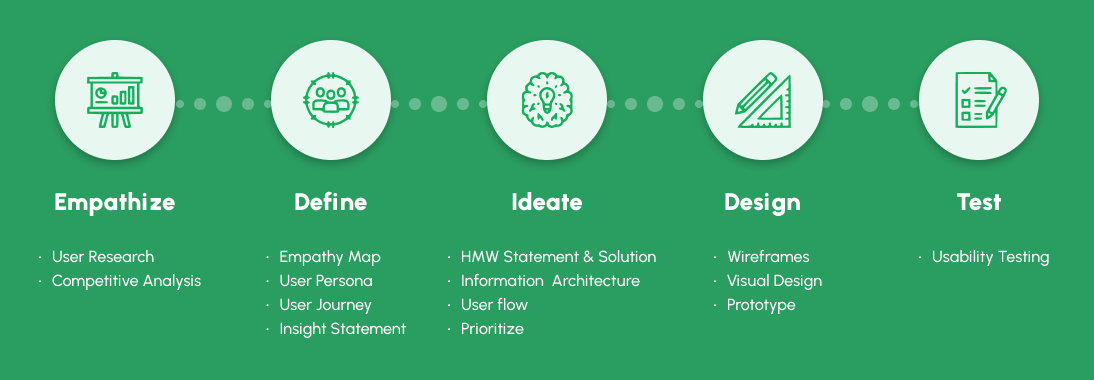 Empathize
· User Research
· Competitive Analysis
Define
· Empathy Map
· User Persona
· User Journey
· Insight Statement
Ideate
· HMW Statement & Solution
· Information  Architecture
· User flow
· Prioritize
Design
· Wireframes
· Visual Design
· Prototype
Test
· Usability Testing